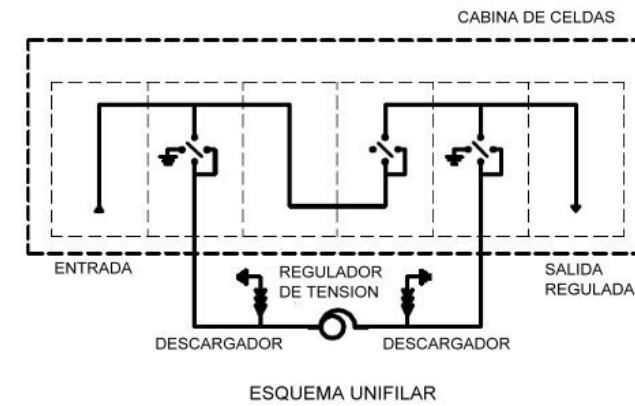 CABINA DE CELDAS
ENTRADA
REGULADOR
DE TENSION
SALIDA
REGULADA
DESCARGADOR
DESCARGADOR
ESQUEMA UNIFILAR